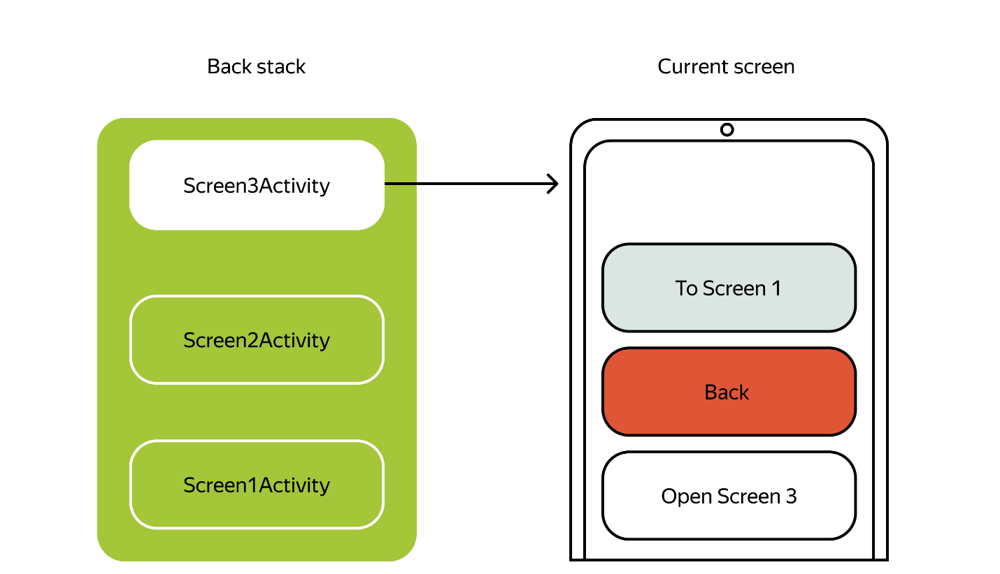 Back stack
Current screen
Screen3Activity
Screen2Activity
Screen1Activity
To Screen 1
Back
Open Screen 3